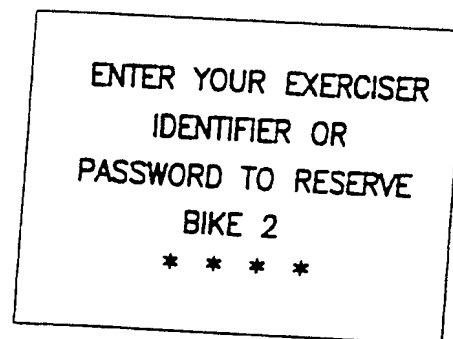 ENTER YOUR EXERCISER
IDENTIFIER OR
PASSWORD TO RESERVE
BIKE 2
* * * *